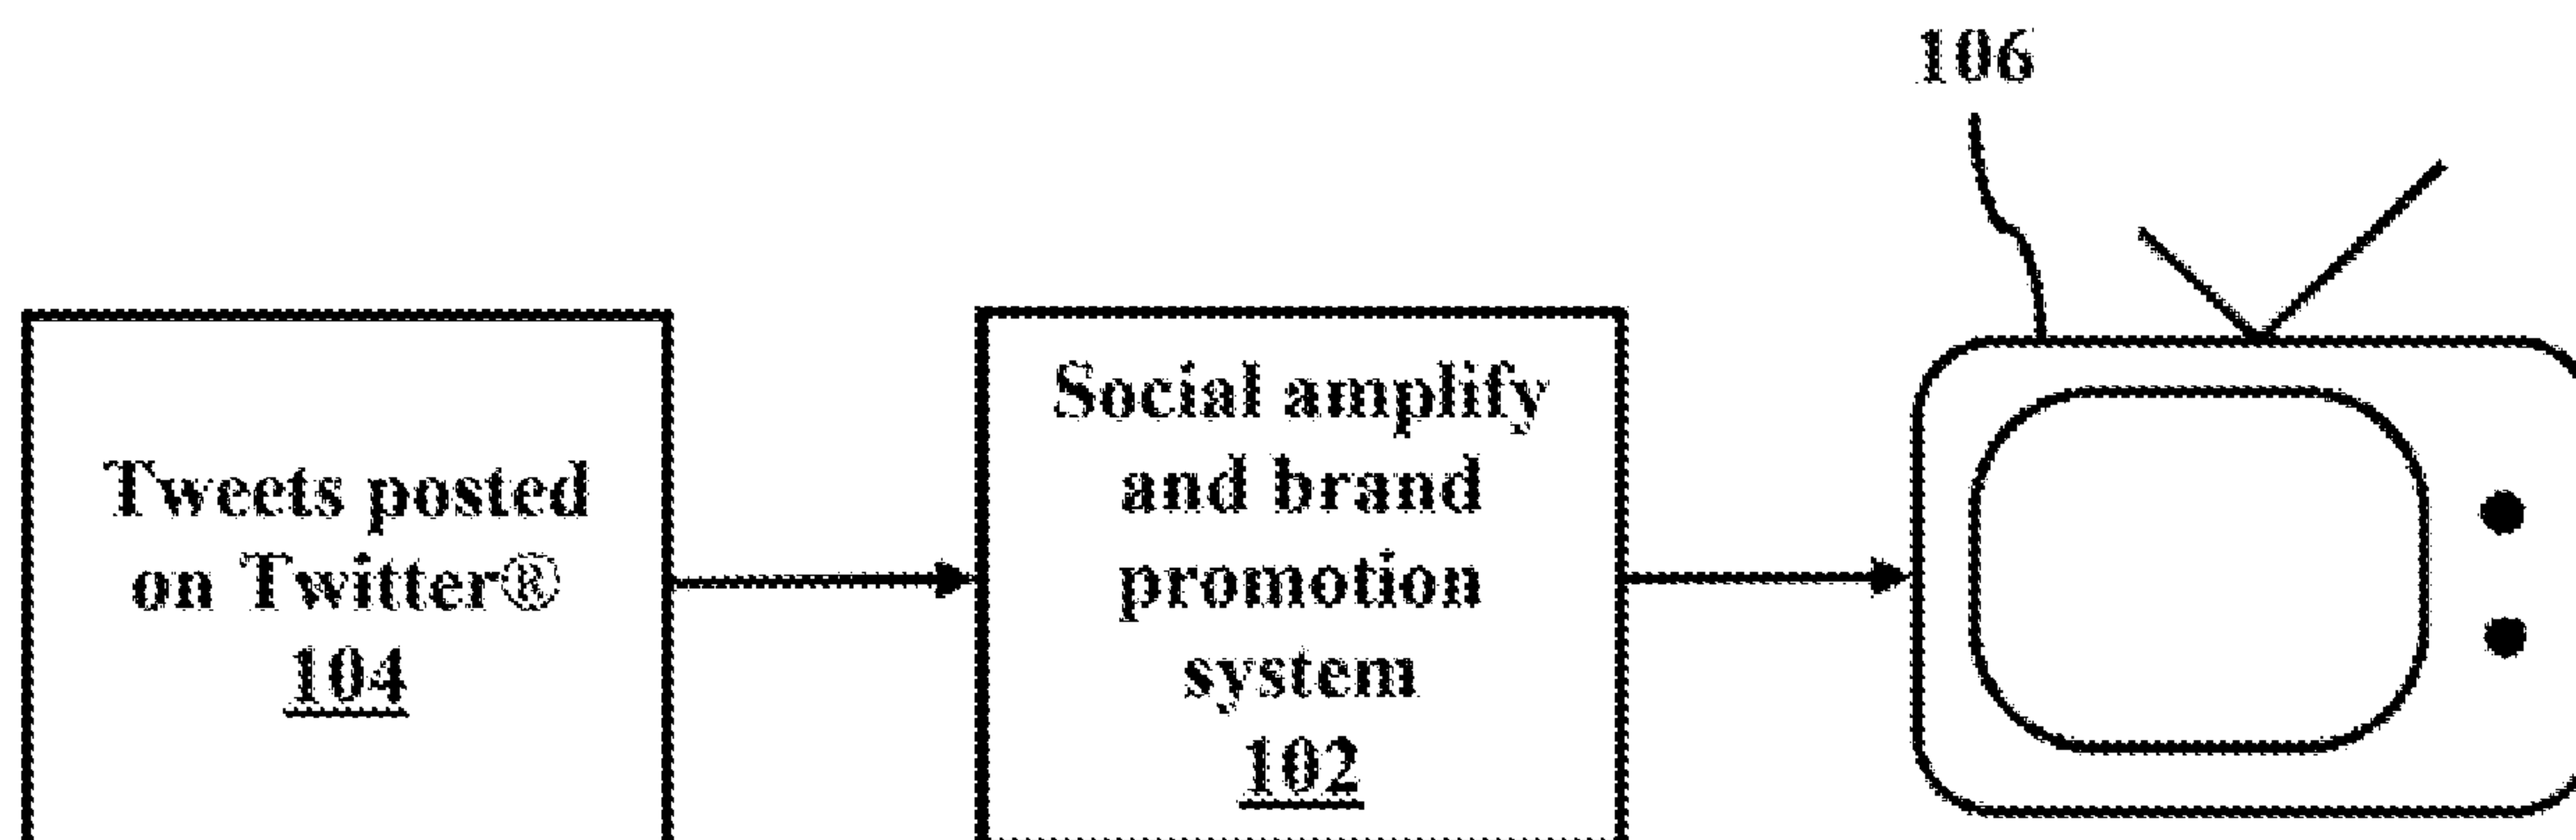 106
Tweets posted
on Twitter®
104
Social amplify
and brand
promotion
system
102